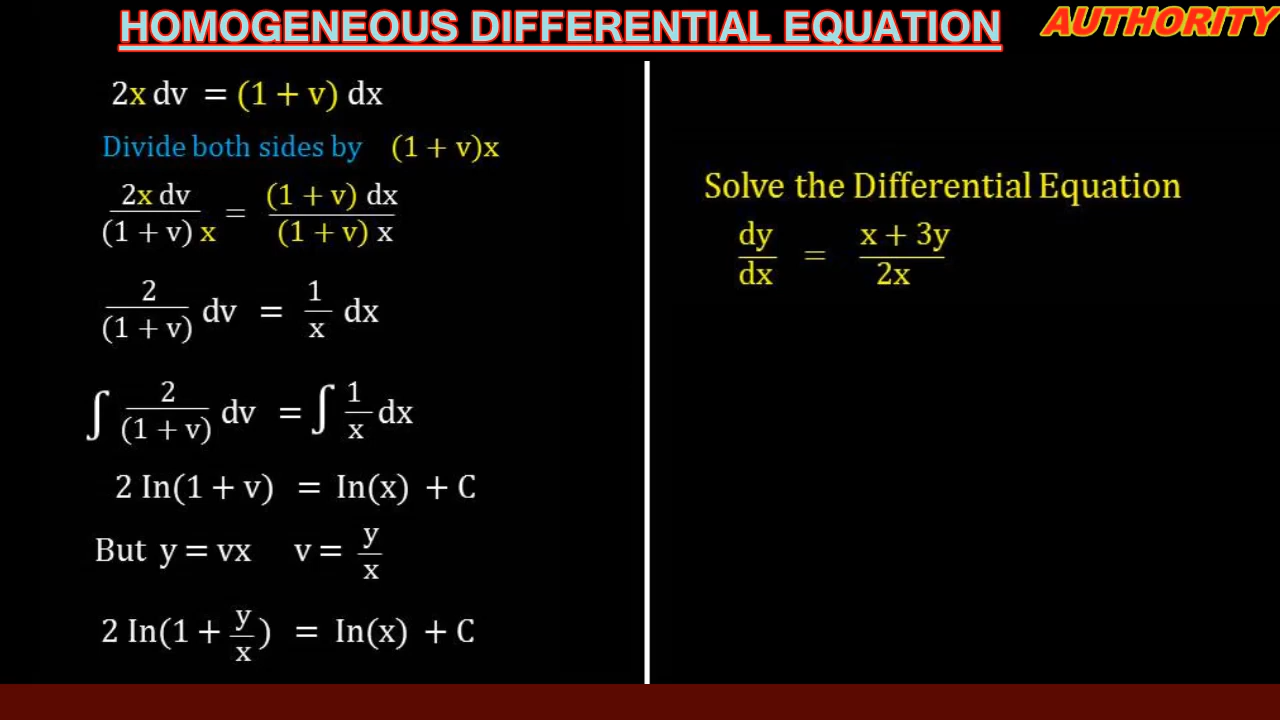 HOMOGENEOUS DIFFERENTIAL EQUATION
AUTHORITY
2x dv = (1 + v) dx
Divide both sides by (1 + v)x
2x dv / (1 + v) x = (1 + v) dx / (1 + v) x
2 / (1 + v) dv = 1 / x dx
∫ 2 / (1 + v) dv = ∫ 1 / x dx
2 In(1 + v) = In(x) + C
But y = vx v = y / x
2 In(1 + y / x) = In(x) + C
Solve the Differential Equation
dy / dx = x + 3y / 2x